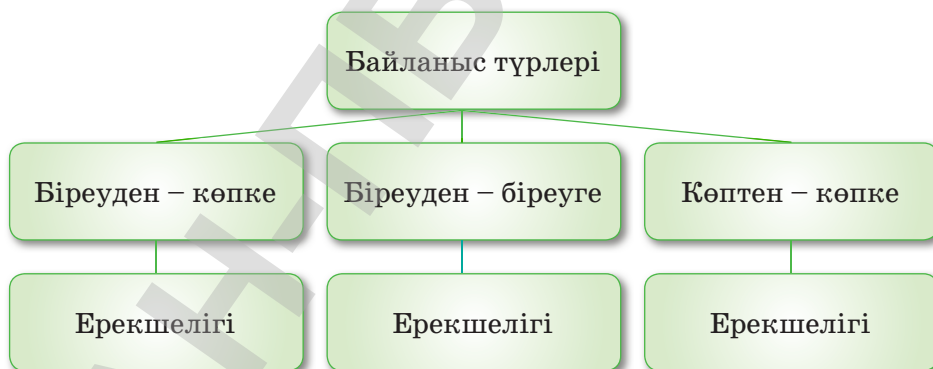 Байланыс түрлері
Біреуден – көпке
Біреуден – біреуге
Көптен – көпке
Ерекшелігі
Ерекшелігі
Ерекшелігі